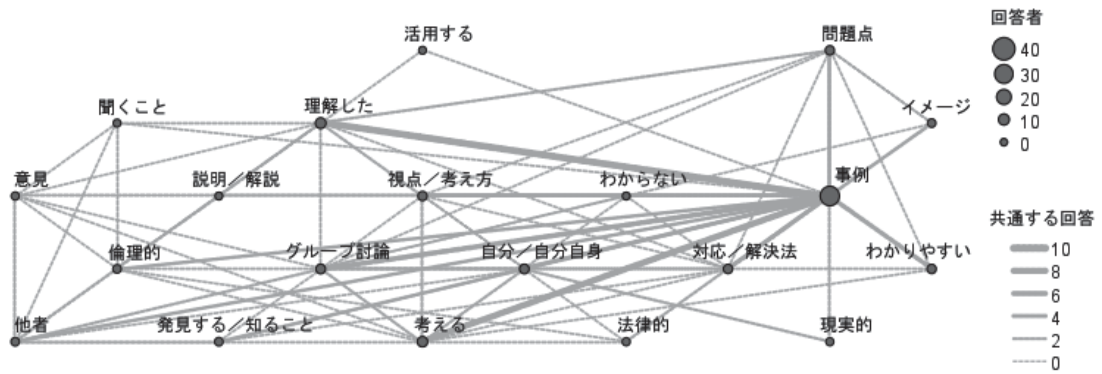 活用する
問題点
回答者
40
30
20
10
0
聞くこと
理解した
イメージ
意見
説明／解説
視点／考え方
わからない
事例
共通する回答
10
8
6
4
2
0
倫理的
グループ討論
自分／自分自身
対応／解決法
わかりやすい
他者
発見する／知ること
考える
法律的
現実的